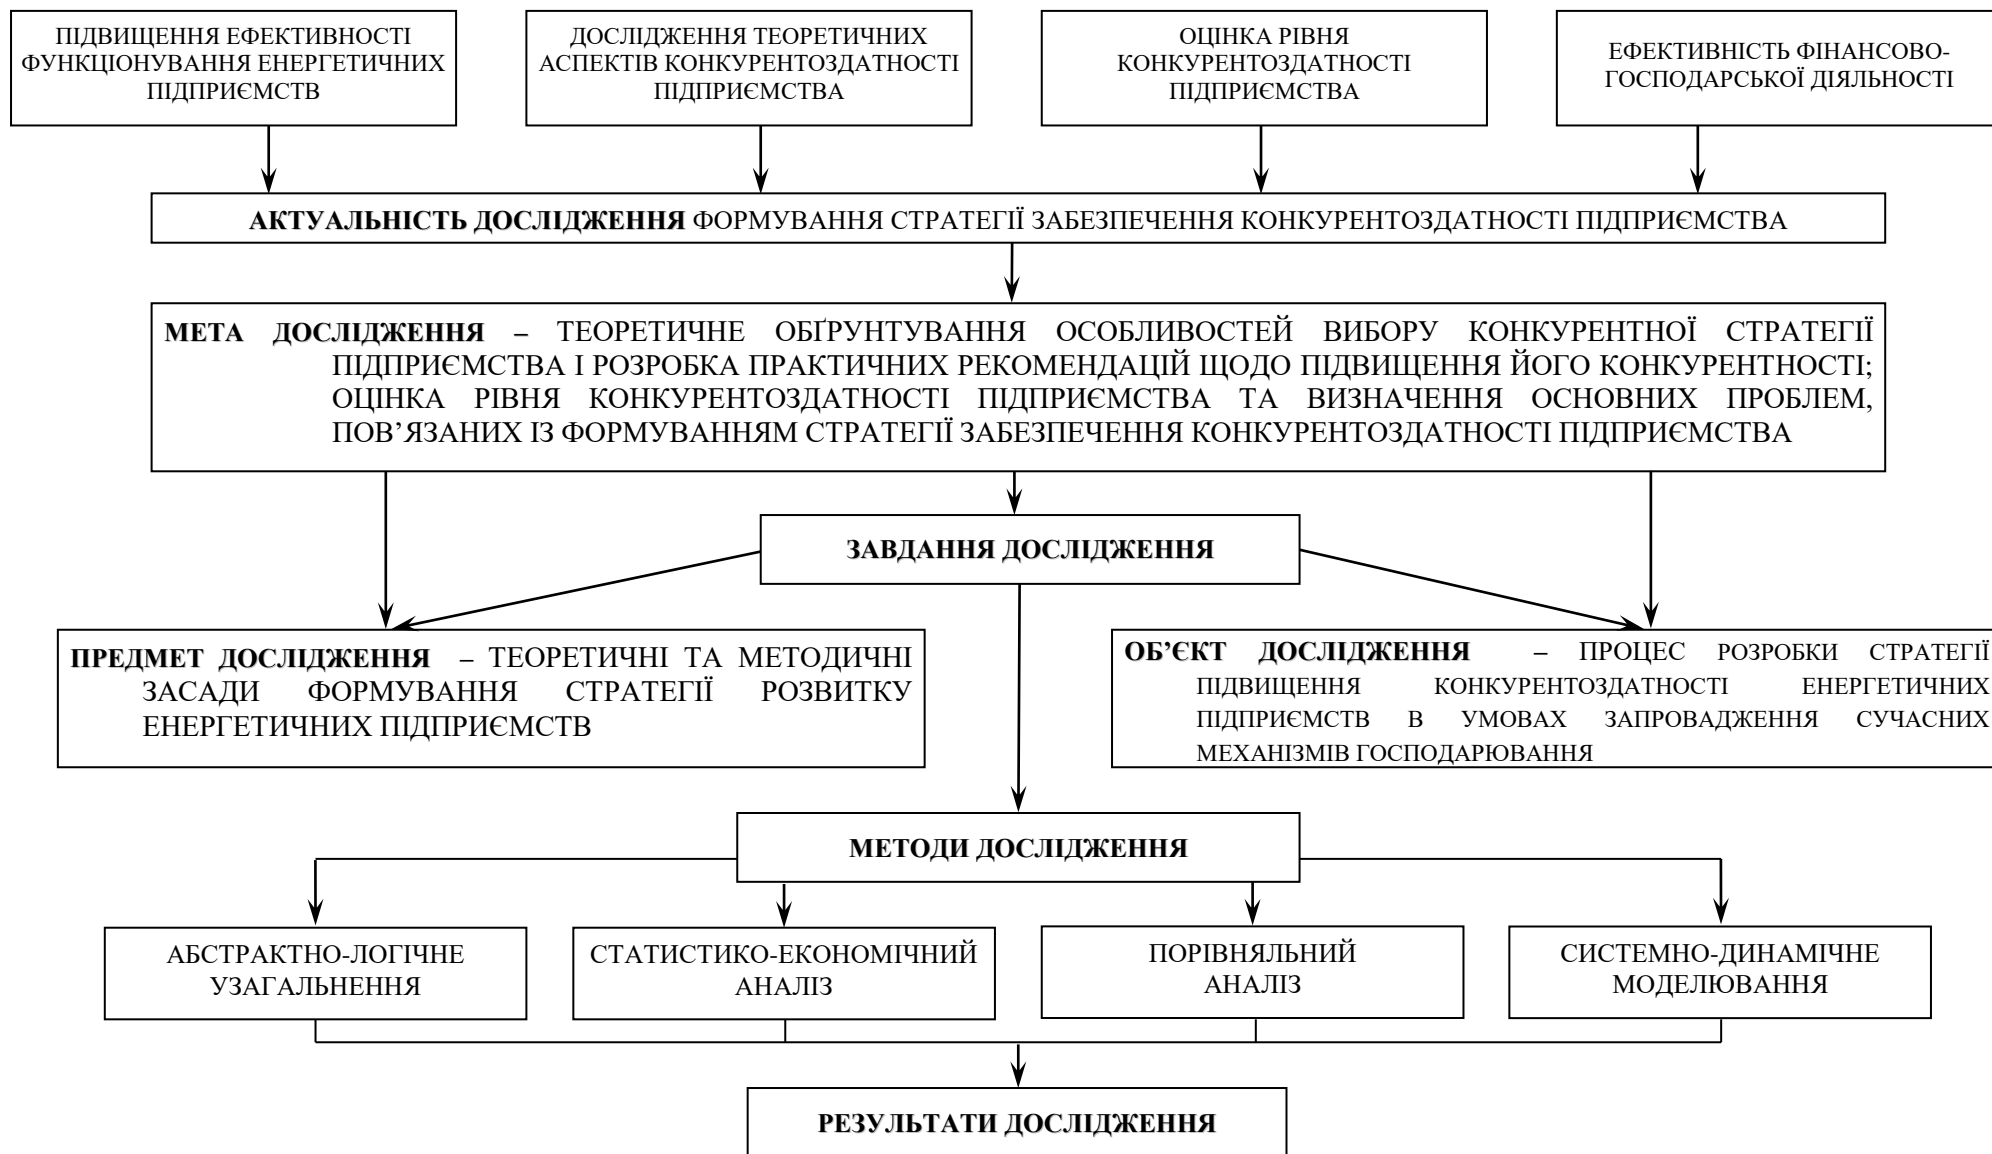 ПІДВИЩЕННЯ ЕФЕКТИВНОСТІ
ФУНКЦІОНУВАННЯ ЕНЕРГЕТИЧНИХ
ПІДПРИЄМСТВ
ДОСЛІДЖЕННЯ ТЕОРЕТИЧНИХ
АСПЕКТІВ КОНКУРЕНТОЗДАТНОСТІ
ПІДПРИЄМСТВА
ОЦІНКА РІВНЯ
КОНКУРЕНТОЗДАТНОСТІ
ПІДПРИЄМСТВА
ЕФЕКТИВНІСТЬ ФІНАНСОВО-
ГОСПОДАРСЬКОЇ ДІЯЛЬНОСТІ
АКТУАЛЬНІСТЬ ДОСЛІДЖЕННЯ ФОРМУВАННЯ СТРАТЕГІЇ ЗАБЕЗПЕЧЕННЯ КОНКУРЕНТОЗДАТНОСТІ ПІДПРИЄМСТВА
МЕТА ДОСЛІДЖЕННЯ – ТЕОРЕТИЧНЕ ОБҐРУНТУВАННЯ ОСОБЛИВОСТЕЙ ВИБОРУ КОНКУРЕНТНОЇ СТРАТЕГІЇ
ПІДПРИЄМСТВА І РОЗРОБКА ПРАКТИЧНИХ РЕКОМЕНДАЦІЙ ЩОДО ПІДВИЩЕННЯ ЙОГО КОНКУРЕНТНОСТІ;
ОЦІНКА РІВНЯ КОНКУРЕНТОЗДАТНОСТІ ПІДПРИЄМСТВА ТА ВИЗНАЧЕННЯ ОСНОВНИХ ПРОБЛЕМ,
ПОВ’ЯЗАНИХ ІЗ ФОРМУВАННЯМ СТРАТЕГІЇ ЗАБЕЗПЕЧЕННЯ КОНКУРЕНТОЗДАТНОСТІ ПІДПРИЄМСТВА
ЗАВДАННЯ ДОСЛІДЖЕННЯ
ПРЕДМЕТ ДОСЛІДЖЕННЯ – ТЕОРЕТИЧНІ ТА МЕТОДИЧНІ
ЗАСАДИ ФОРМУВАННЯ СТРАТЕГІЇ РОЗВИТКУ
ЕНЕРГЕТИЧНИХ ПІДПРИЄМСТВ
ОБ’ЄКТ ДОСЛІДЖЕННЯ – ПРОЦЕС РОЗРОБКИ СТРАТЕГІЇ
ПІДВИЩЕННЯ КОНКУРЕНТОЗДАТНОСТІ ЕНЕРГЕТИЧНИХ
ПІДПРИЄМСТВ В УМОВАХ ЗАПРОВАДЖЕННЯ СУЧАСНИХ
МЕХАНІЗМІВ ГОСПОДАРЮВАННЯ
МЕТОДИ ДОСЛІДЖЕННЯ
АБСТРАКТНО-ЛОГІЧНЕ
УЗАГАЛЬНЕННЯ
СТАТИСТИКО-ЕКОНОМІЧНИЙ
АНАЛІЗ
ПОРІВНЯЛЬНИЙ
АНАЛІЗ
СИСТЕМНО-ДИНАМІЧНЕ
МОДЕЛЮВАННЯ
РЕЗУЛЬТАТИ ДОСЛІДЖЕННЯ